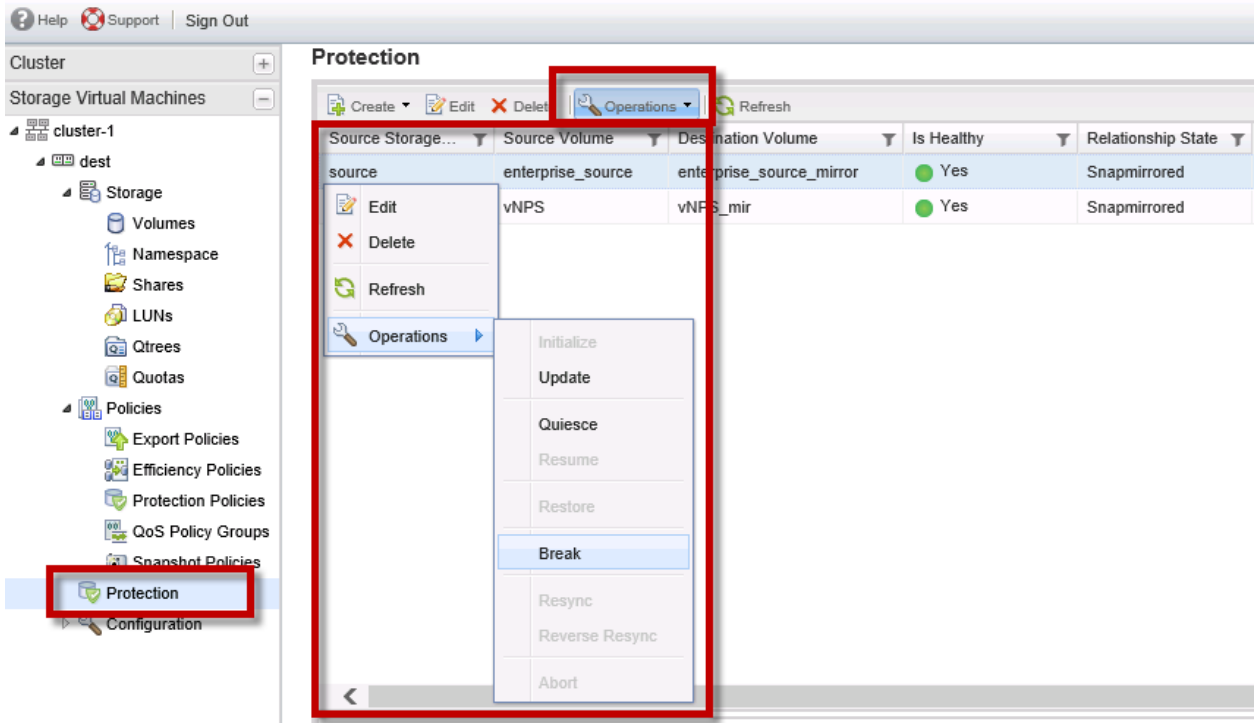 Help Support Sign Out
Cluster
Storage Virtual Machines
cluster-1
dest
Storage
Volumes
Namespace
Shares
LUNs
Qtrees
Quotas
Policies
Export Policies
Efficiency Policies
Protection Policies
QoS Policy Groups
Snapshot Policies
Protection
Configuration
Protection
Create Edit Delete Operations Refresh
Source Storage... Source Volume Destination Volume Is Healthy Relationship State
source enterprise_source enterprise_source_mirror Yes Snapmirrored
vNPS vNPS_mir Yes Snapmirrored
Edit
Delete
Refresh
Operations
Initialize
Update
Quiesce
Resume
Restore
Break
Resync
Reverse Resync
Abort